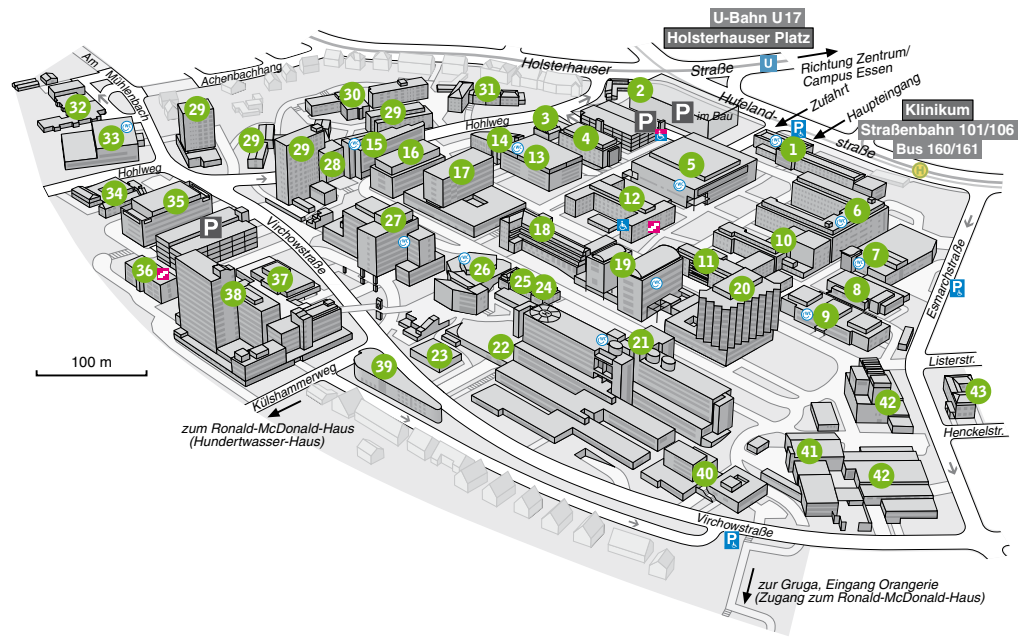 U-Bahn U17
Holsterhauser Platz
U
Richtung Zentrum/
Campus Essen
Zufahrt
Haupteingang
Klinikum
Straßenbahn 101/106
Bus 160/161
H
Holsterhauser
Straße
Hufeland-
straße
Am Mühlenbach
Achenbachhang
Hohlweg
Hohlweg
im Bau
P
P
P
P
P
P
P
Virchowstraße
Esmarchstraße
Listerstr.
Henckelstr.
100 m
Külshammerweg
zum Ronald-McDonald-Haus
(Hundertwasser-Haus)
Virchowstraße
zur Gruga, Eingang Orangerie
(Zugang zum Ronald-McDonald-Haus)
1
2
3
4
5
6
7
8
9
10
11
12
13
14
15
16
17
18
19
20
21
22
23
24
25
26
27
28
29
29
29
29
30
31
32
33
34
35
36
37
38
39
40
41
42
42
43